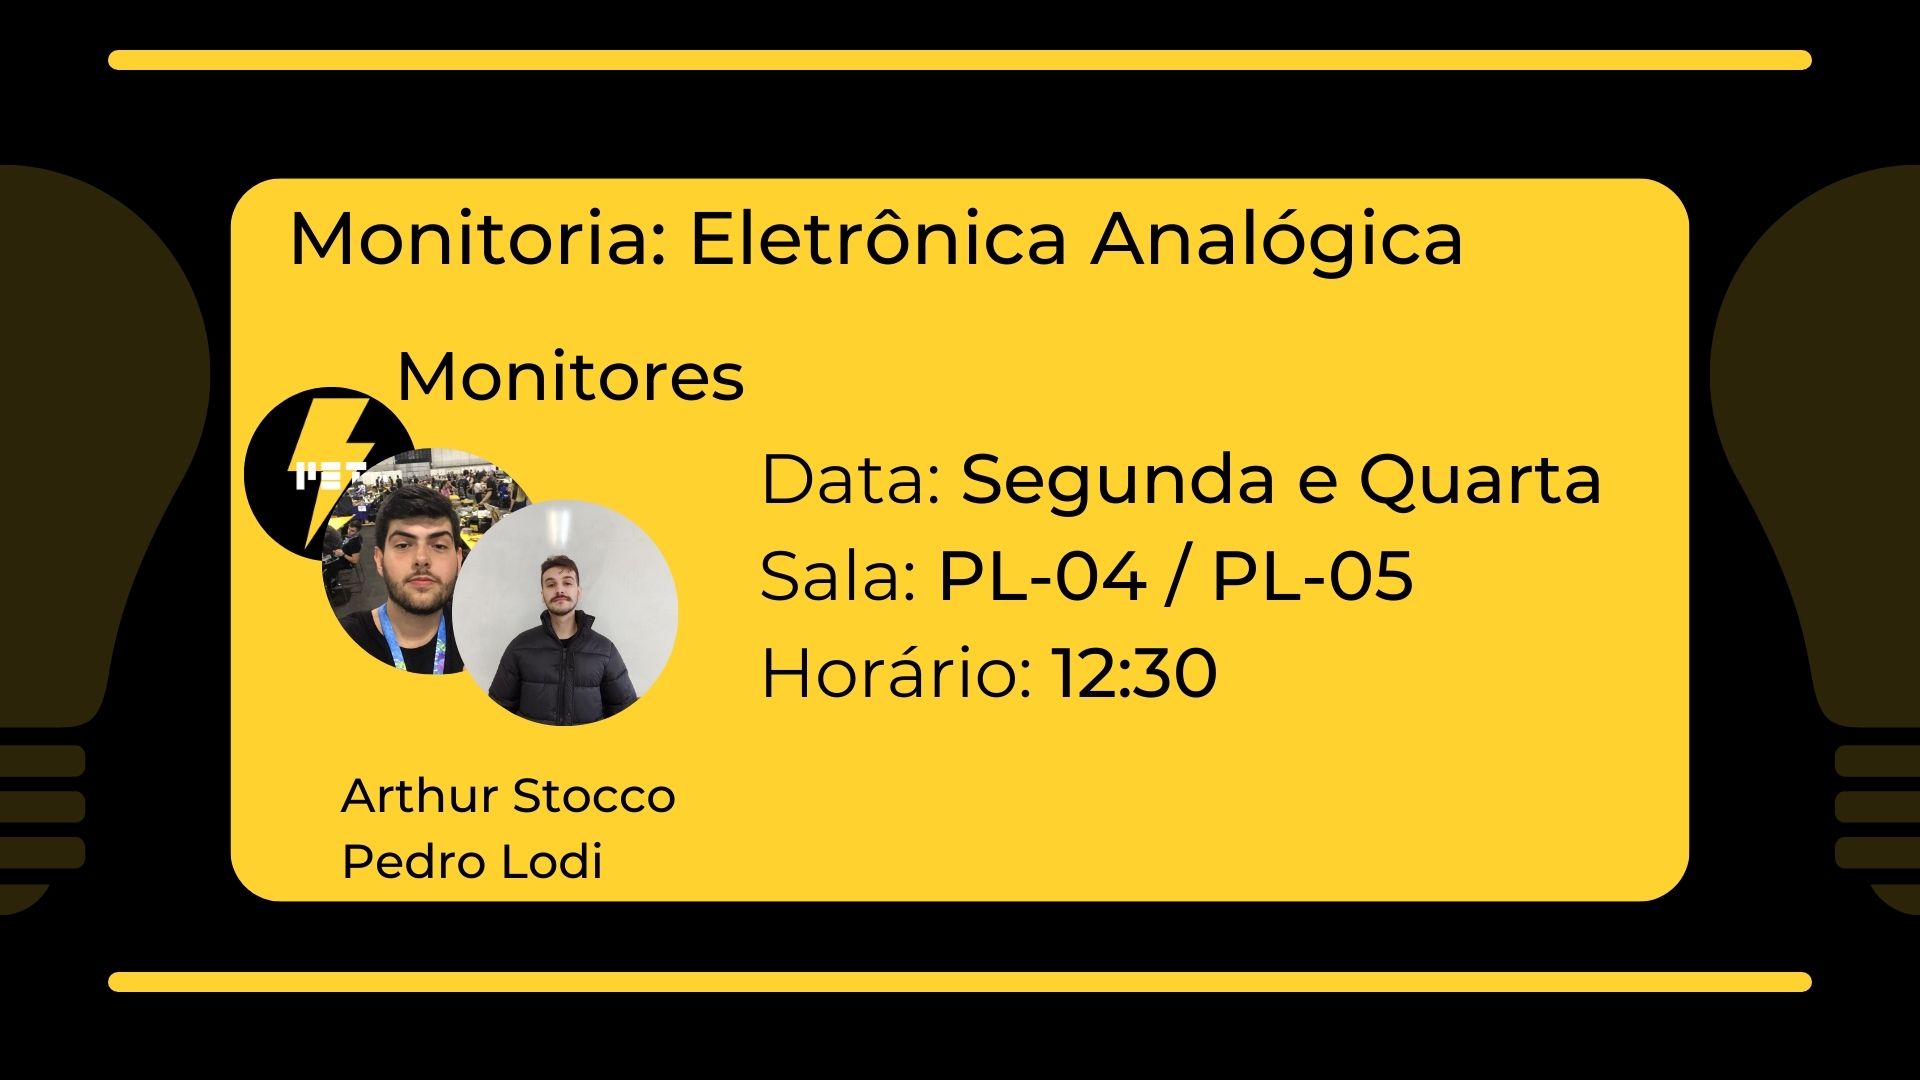 Monitoria: Eletrônica Analógica
Monitores
PET
Data: Segunda e Quarta
Sala: PL-04 / PL-05
Horário: 12:30
Arthur Stocco
Pedro Lodi